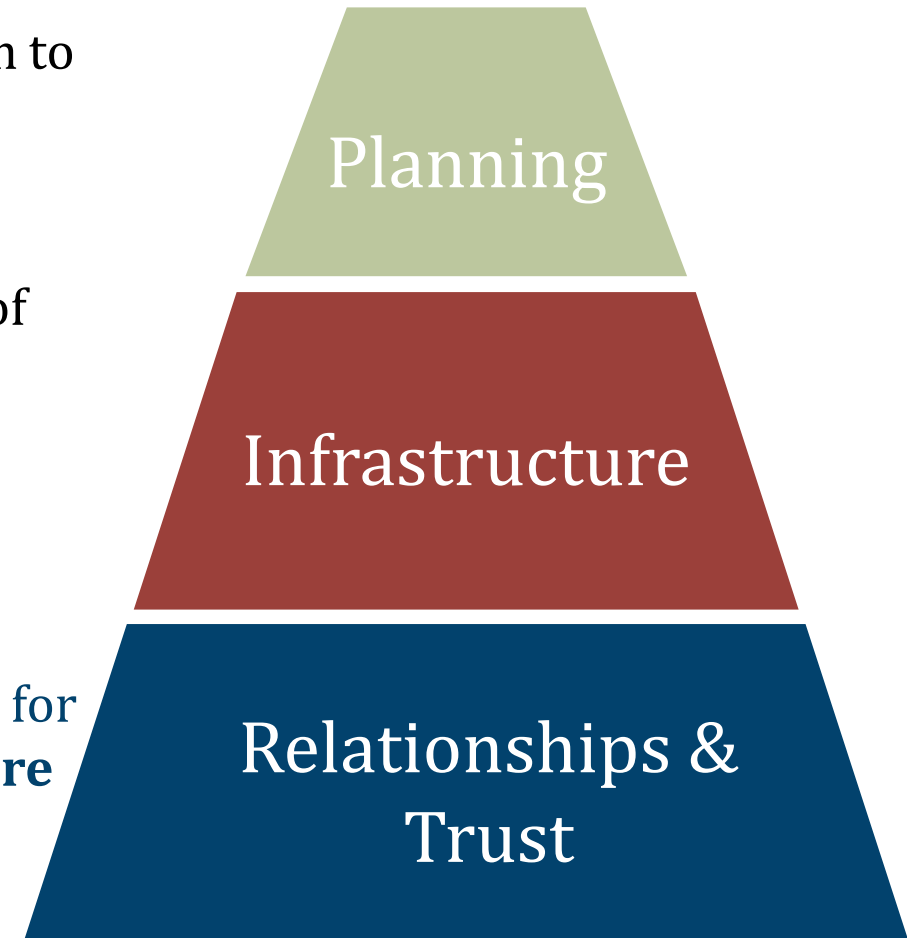 to
Planning
of
Infrastructure
for
Relationships &
re
Trust